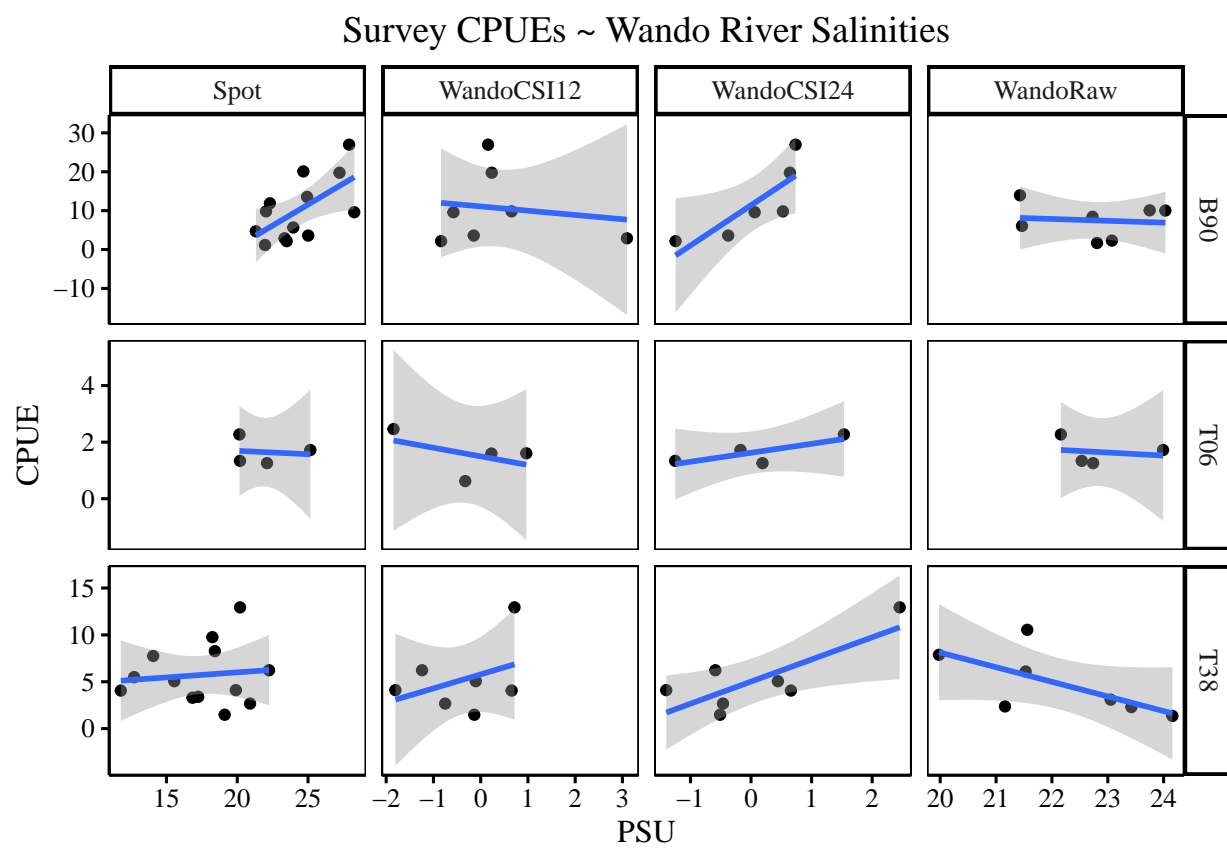 Survey CPUEs ~ Wando River Salinities
Spot WandoCSI12 WandoCSI24 WandoRaw
30
20
10
0
−10
B90
4
2
0
T06
15
10
5
0
T38
CPUE
15 20 25 −2 −1 0 1 2 3 −1 0 1 2 20 21 22 23 24
PSU